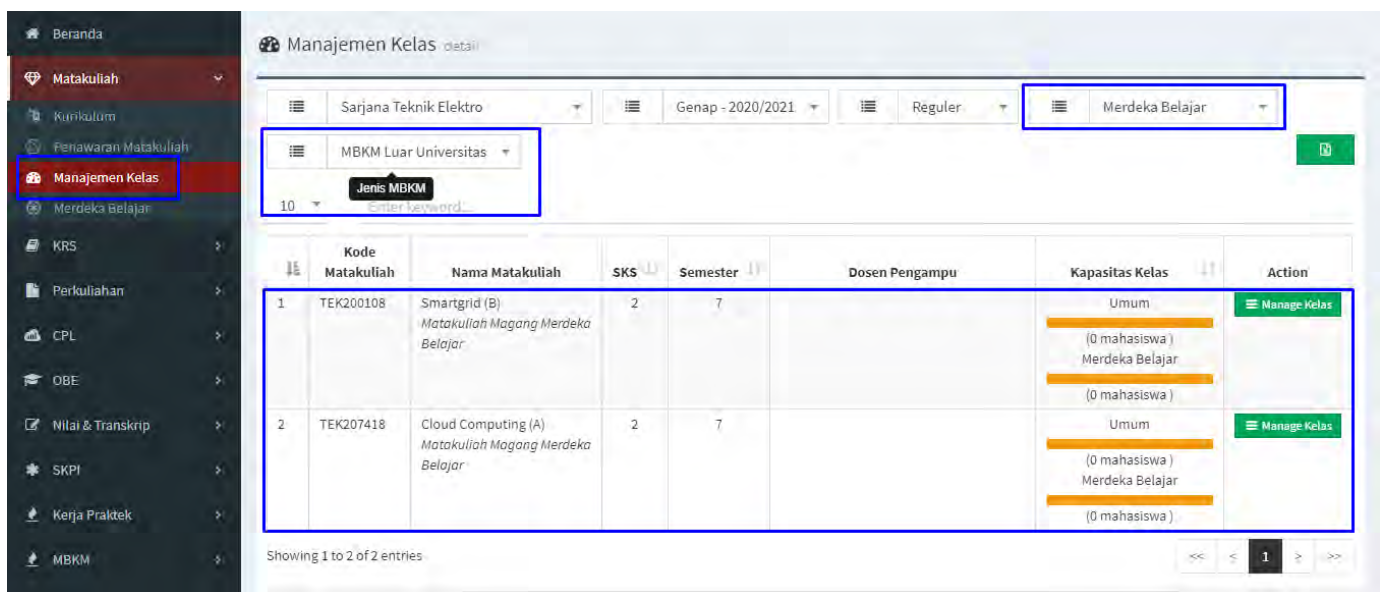 Beranda
Matakuliah
Kurikulum
Penawaran Matakuliah
Manajemen Kelas
Merdeka Belajar
KRS
Perkuliahan
CPL
OBE
Nilai & Transkrip
SKPI
Kerja Praktek
MBKM
Manajemen Kelas detail
Sarjana Teknik Elektro
Genap - 2020/2021
Reguler
Merdeka Belajar
MBKM Luar Universitas
Jenis MBKM
10 Enter keyword...
Kode Matakuliah Nama Matakuliah SKS Semester Dosen Pengampu Kapasitas Kelas Action
1 TEK200108 Smartgrid (B) 2 7 Umum Manage Kelas
Matakuliah Magang Merdeka
Belajar
(0 mahasiswa )
Merdeka Belajar
(0 mahasiswa )
2 TEK207418 Cloud Computing (A) 2 7 Umum Manage Kelas
Matakuliah Magang Merdeka
Belajar
(0 mahasiswa )
Merdeka Belajar
(0 mahasiswa )
Showing 1 to 2 of 2 entries
<< < 1 > >>